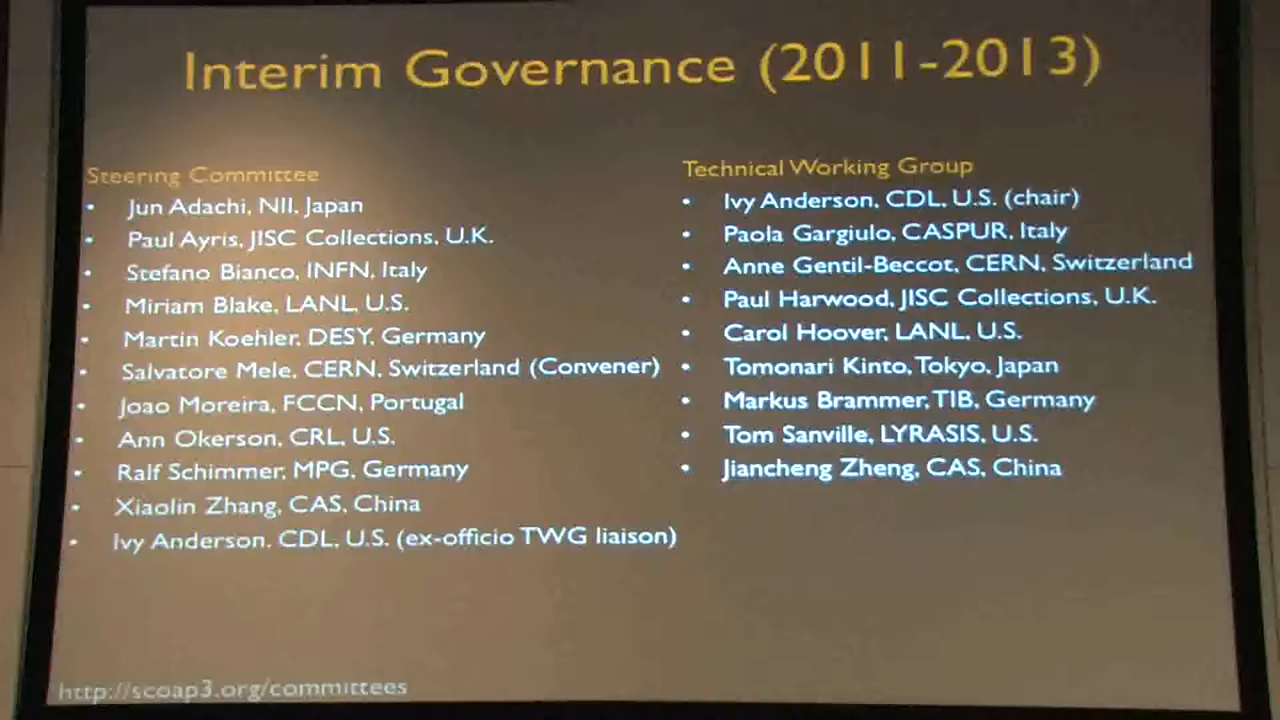 Interim Governance (2011-2013)
Steering Committee
• Jun Adachi, NII, Japan
• Paul Ayris, JISC Collections, U.K.
• Stefano Bianco, INFN, Italy
• Miriam Blake, LANL, U.S.
• Martin Koehler, DESY, Germany
• Salvatore Mele, CERN, Switzerland (Convener)
• Joao Moreira, FCCN, Portugal
• Ann Okerson, CRL, U.S.
• Ralf Schimmer, MPG, Germany
• Xiaolin Zhang, CAS, China
• Ivy Anderson, CDL, U.S. (ex-officio TWG liaison)
Technical Working Group
• Ivy Anderson, CDL, U.S. (chair)
• Paola Gargiulo, CASPUR, Italy
• Anne Gentil-Beccot, CERN, Switzerland
• Paul Harwood, JISC Collections, U.K.
• Carol Hoover, LANL, U.S.
• Tomonari Kinto, Tokyo, Japan
• Markus Brammer, TIB, Germany
• Tom Sanville, LYRASIS, U.S.
• Jiancheng Zheng, CAS, China
http://scoap3.org/committees